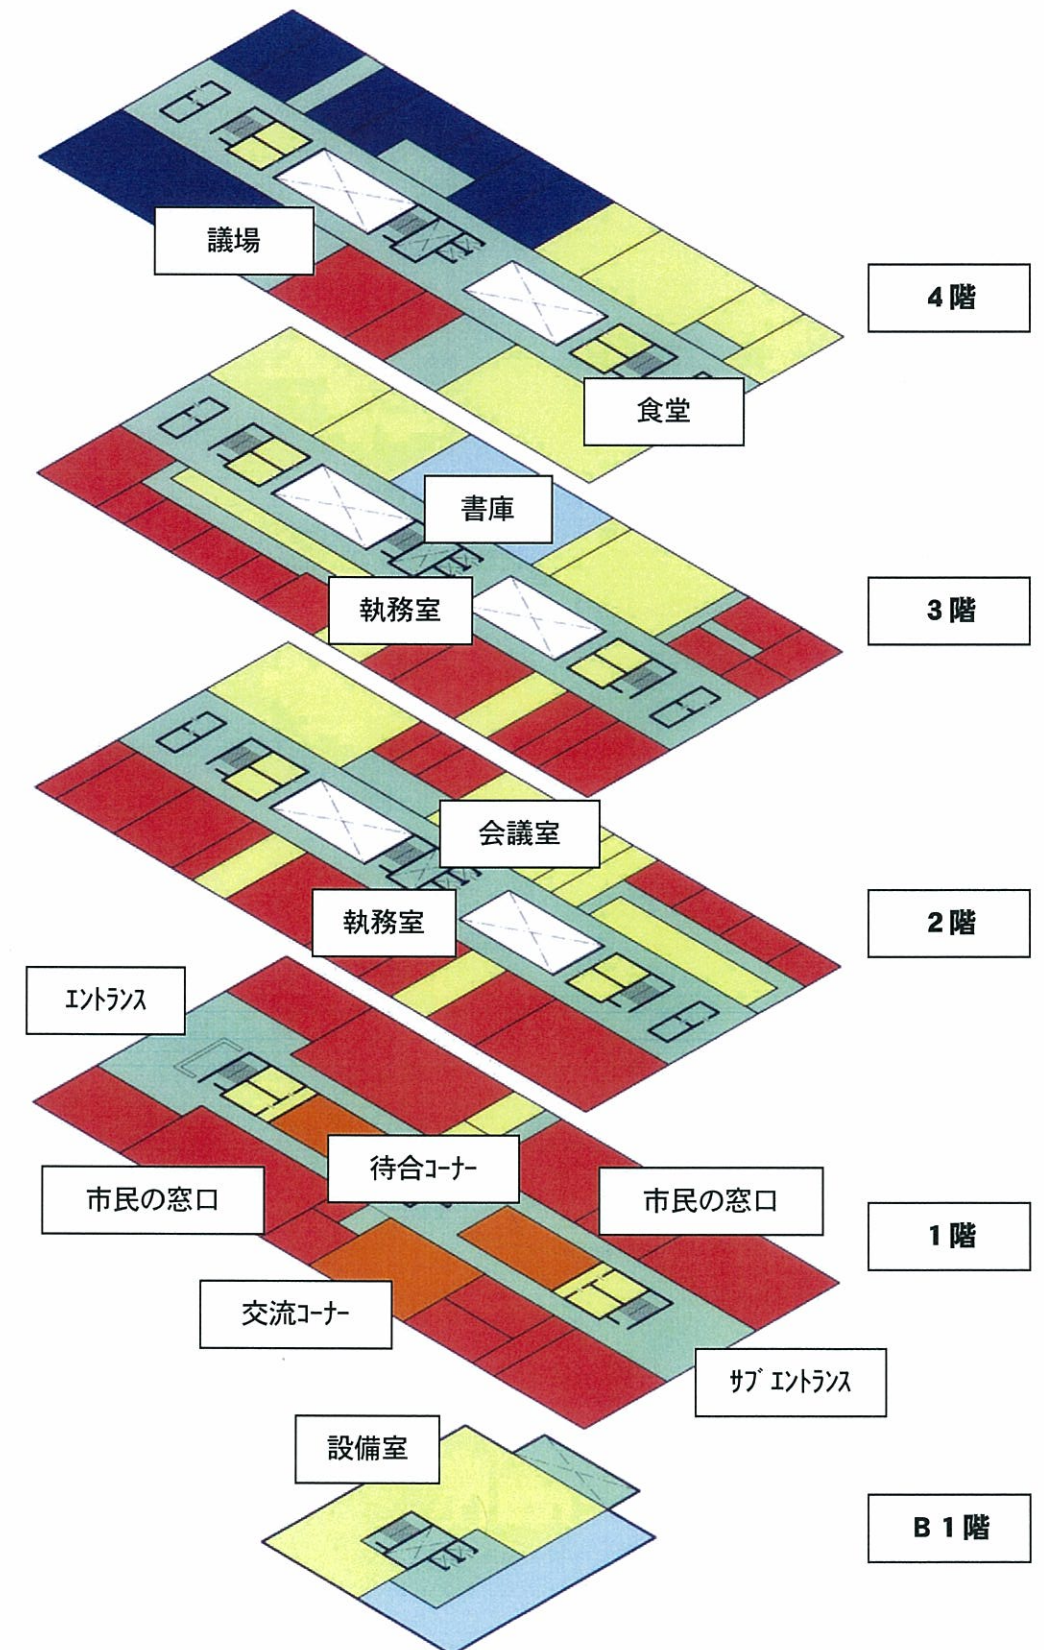 議場
4階
食堂
書庫
執務室
3階
会議室
執務室
2階
エントランス
待合コーナー
市民の窓口
市民の窓口
1階
交流コーナー
サブエントランス
設備室
B1階